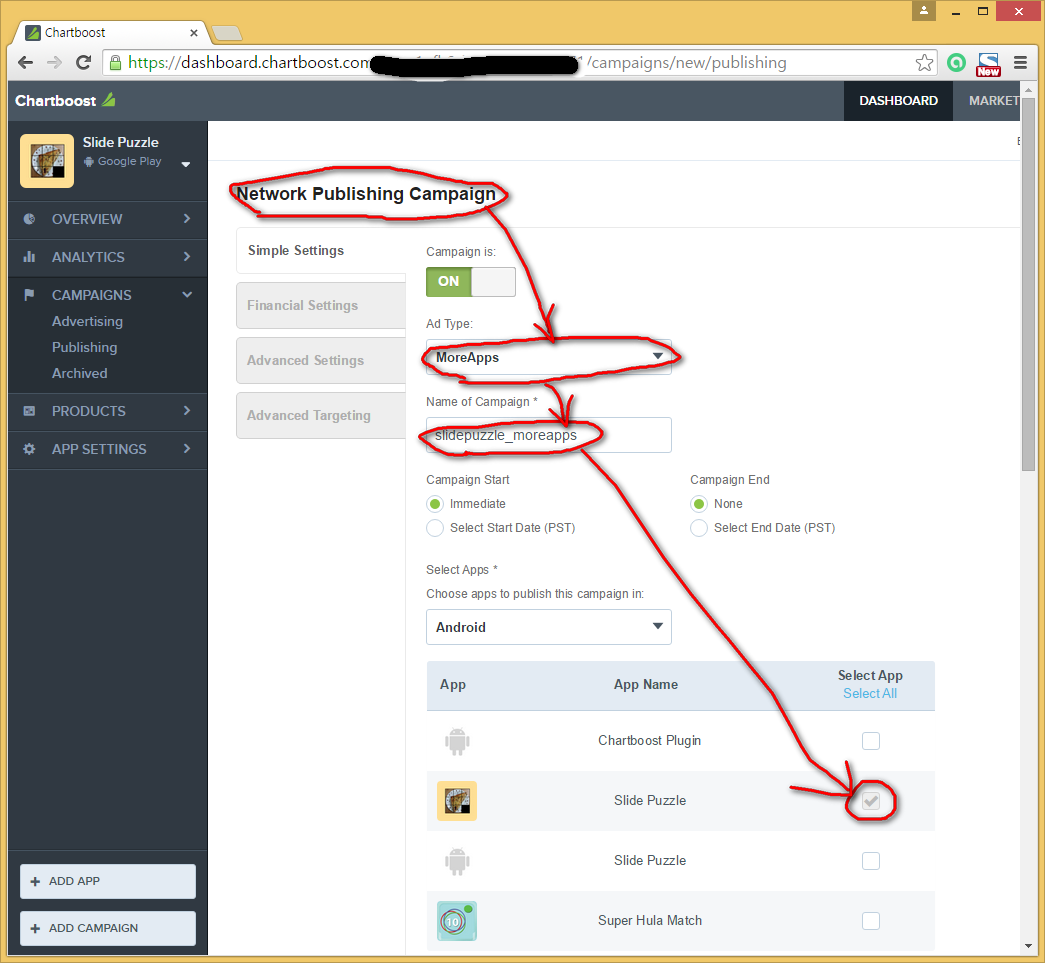 Chartboost
https://dashboard.chartboost.com
/campaigns/new/publishing
New
Chartboost
DASHBOARD
MARKET
Slide Puzzle
Google Play
OVERVIEW
ANALYTICS
CAMPAIGNS
Advertising
Publishing
Archived
PRODUCTS
APP SETTINGS
+ ADD APP
+ ADD CAMPAIGN
Network Publishing Campaign
Simple Settings
Financial Settings
Advanced Settings
Advanced Targeting
Campaign is:
ON
Ad Type:
MoreApps
Name of Campaign *
slidepuzzle_moreapps
Campaign Start
Immediate
Select Start Date (PST)
Campaign End
None
Select End Date (PST)
Select Apps *
Choose apps to publish this campaign in:
Android
App App Name Select App
Select All
Chartboost Plugin
Slide Puzzle
Slide Puzzle
10 Super Hula Match